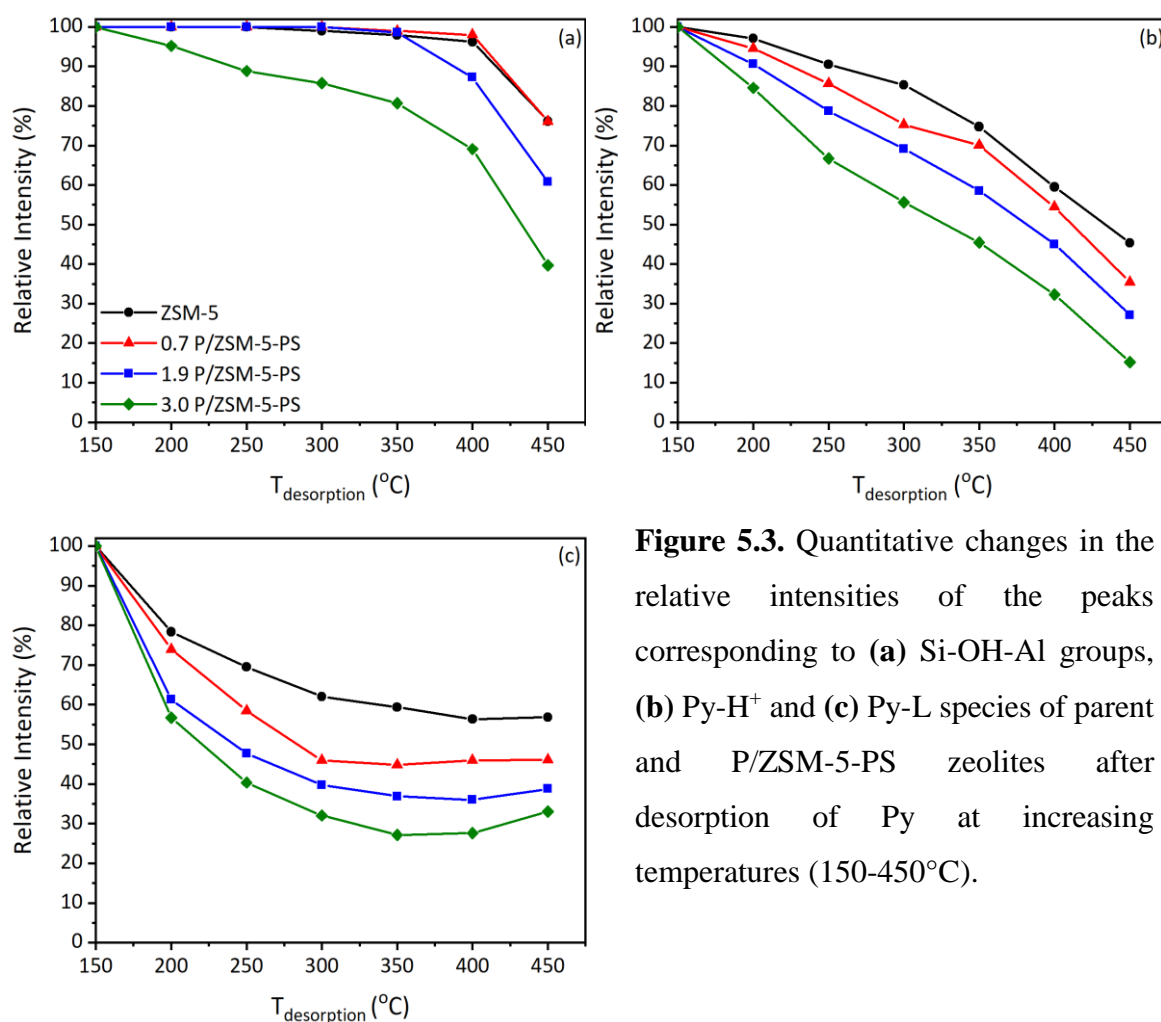 (a)
100
90
80
70
60
50
40
30
20
10
0
Relative Intensity (%)
ZSM-5
0.7 P/ZSM-5-PS
1.9 P/ZSM-5-PS
3.0 P/ZSM-5-PS
150 200 250 300 350 400 450
Tdesorption (oC)
(b)
100
90
80
70
60
50
40
30
20
10
0
Relative Intensity (%)
150 200 250 300 350 400 450
Tdesorption (oC)
(c)
100
90
80
70
60
50
40
30
20
10
0
Relative Intensity (%)
150 200 250 300 350 400 450
Tdesorption (oC)
Figure 5.3. Quantitative changes in the
relative intensities of the peaks
corresponding to (a) Si-OH-Al groups,
(b) Py-H+ and (c) Py-L species of parent
and P/ZSM-5-PS zeolites after
desorption of Py at increasing
temperatures (150-450°C).